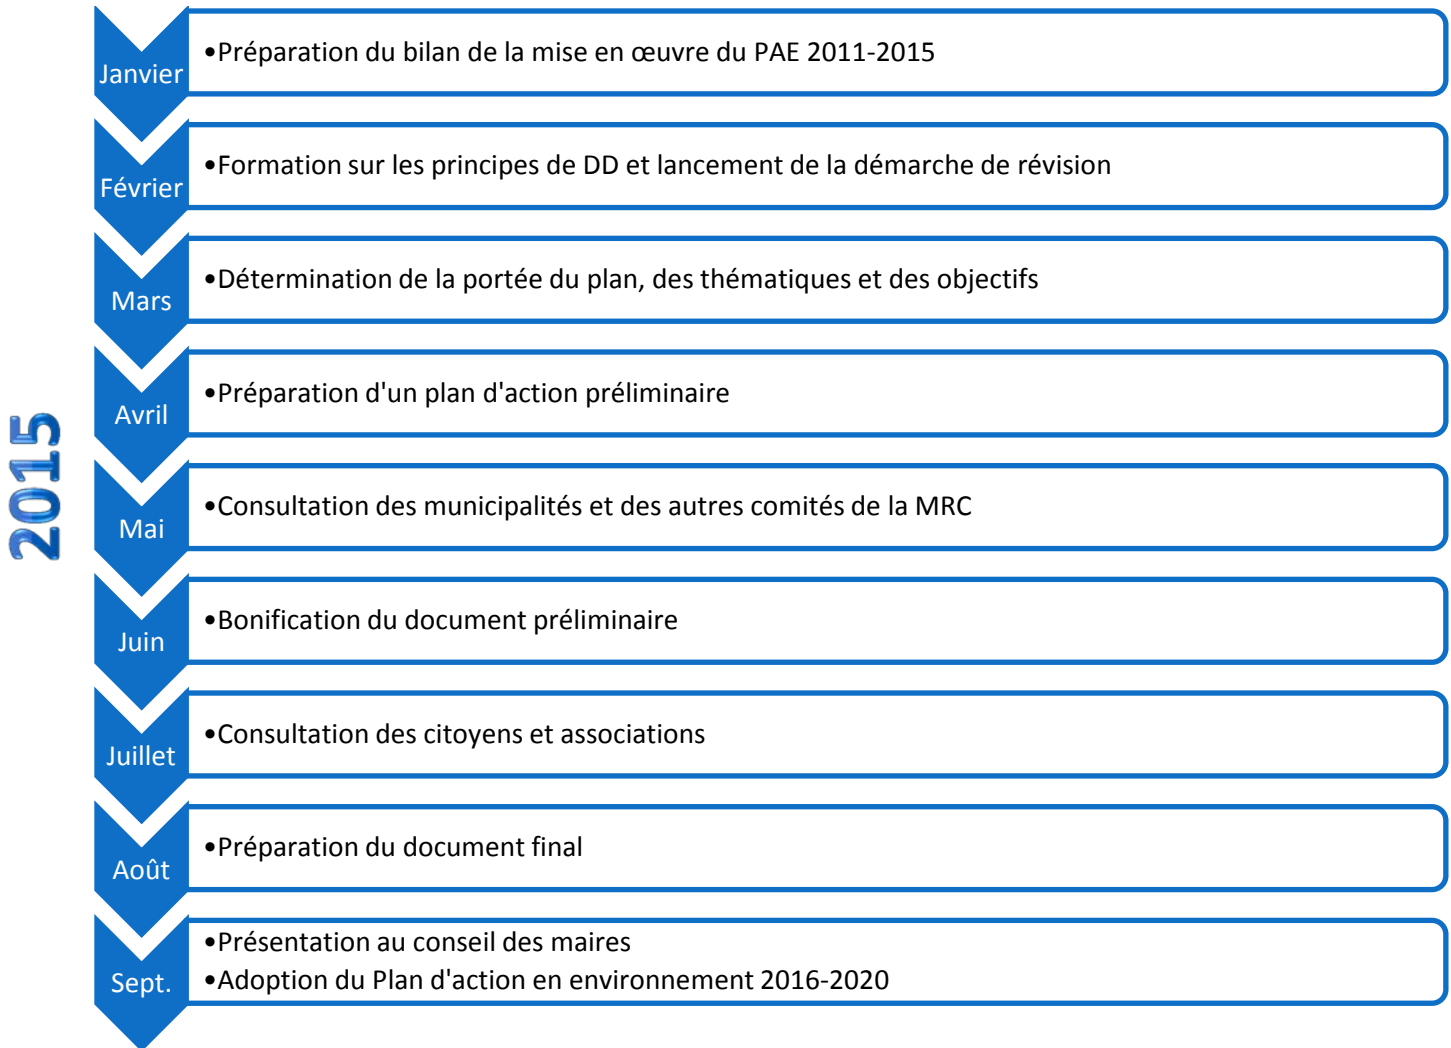 2015
Janvier
•Préparation du bilan de la mise en œuvre du PAE 2011-2015
Février
•Formation sur les principes de DD et lancement de la démarche de révision
Mars
•Détermination de la portée du plan, des thématiques et des objectifs
Avril
•Préparation d'un plan d'action préliminaire
Mai
•Consultation des municipalités et des autres comités de la MRC
Juin
•Bonification du document préliminaire
Juillet
•Consultation des citoyens et associations
Août
•Préparation du document final
Sept.
•Présentation au conseil des maires
•Adoption du Plan d'action en environnement 2016-2020